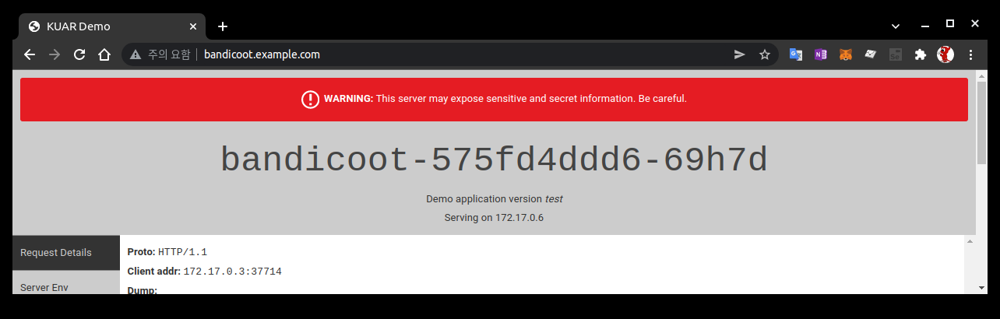 KUAR Demo
주의 요함 bandicoot.example.com
WARNING: This server may expose sensitive and secret information. Be careful.
bandicoot-575fd4ddd6-69h7d
Demo application version test
Serving on 172.17.0.6
Request Details
Proto: HTTP/1.1
Client addr: 172.17.0.3:37714
Server Env
Dump: